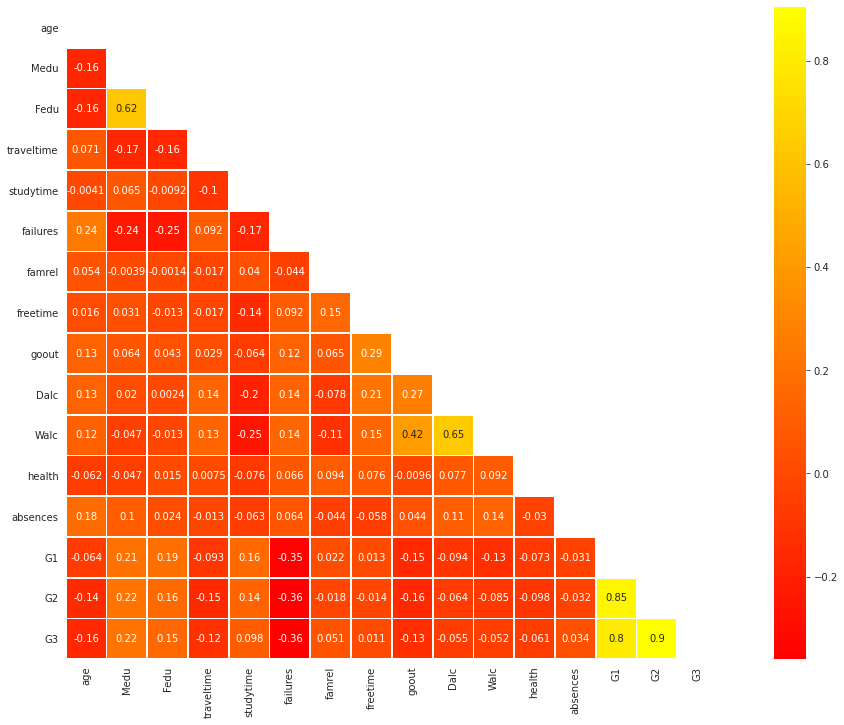 age
Medu -0.16
Fedu -0.16 0.62
traveltime 0.071 -0.17 -0.16
studytime -0.0041 0.065 -0.0092 -0.1
failures 0.24 -0.24 -0.25 0.092 -0.17
famrel 0.054 -0.0039 -0.0014 -0.017 0.04 -0.044
freetime 0.016 0.031 -0.013 -0.017 -0.14 0.092 0.15
goout 0.13 0.064 0.043 0.029 -0.064 0.12 0.065 0.29
Dalc 0.13 0.02 0.0024 0.14 -0.2 0.14 -0.078 0.21 0.27
Walc 0.12 -0.047 -0.013 0.13 -0.25 0.14 -0.11 0.15 0.42 0.65
health -0.062 -0.047 0.015 0.0075 -0.076 0.066 0.094 0.076 -0.0096 0.077 0.092
absences 0.18 0.1 0.024 -0.013 -0.063 0.064 -0.044 -0.058 0.044 0.11 0.14 -0.03
G1 -0.064 0.21 0.19 -0.093 0.16 -0.35 0.022 0.013 -0.15 -0.094 -0.13 -0.073 -0.031
G2 -0.14 0.22 0.16 -0.15 0.14 -0.36 -0.018 -0.014 -0.16 -0.064 -0.085 -0.098 -0.032 0.85
G3 -0.16 0.22 0.15 -0.12 0.098 -0.36 0.051 0.011 -0.13 -0.055 -0.052 -0.061 0.034 0.8 0.9
age Medu Fedu traveltime studytime failures famrel freetime goout Dalc Walc health absences G1 G2 G3
0.8
0.6
0.4
0.2
0.0
−0.2